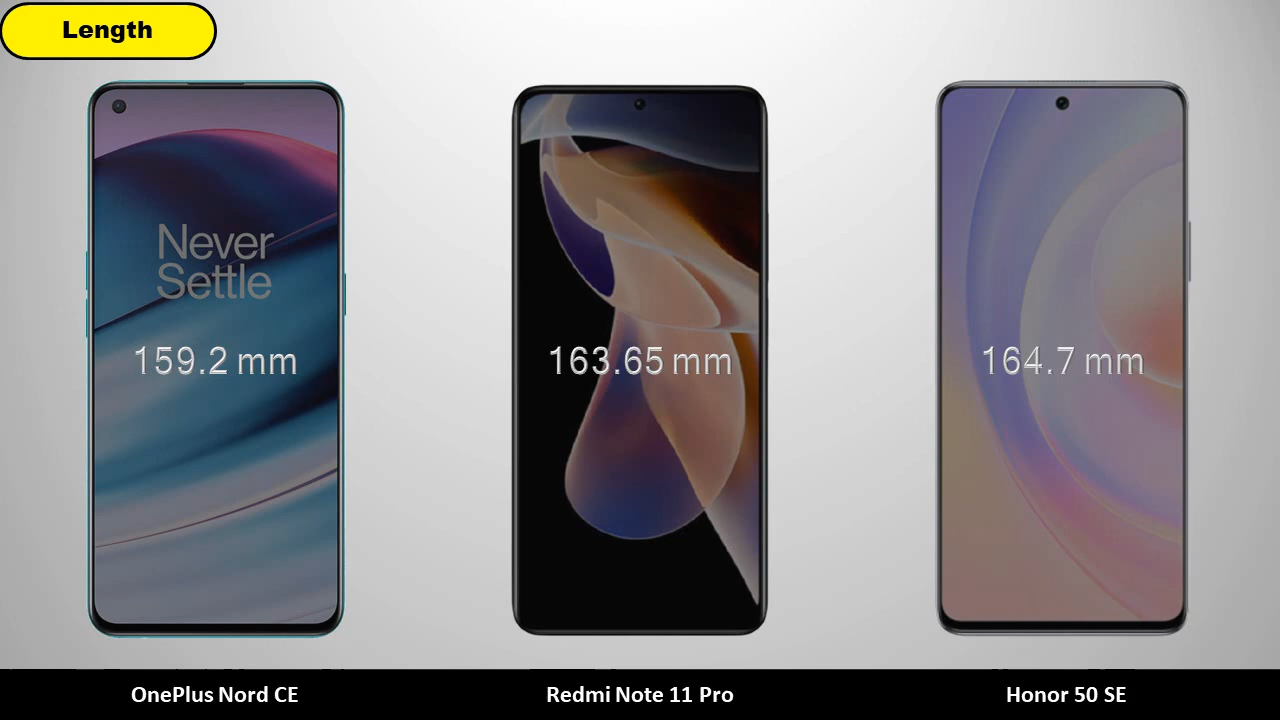 Length
Never
Settle
159.2 mm
163.65 mm
164.7 mm
OnePlus Nord CE
Redmi Note 11 Pro
Honor 50 SE